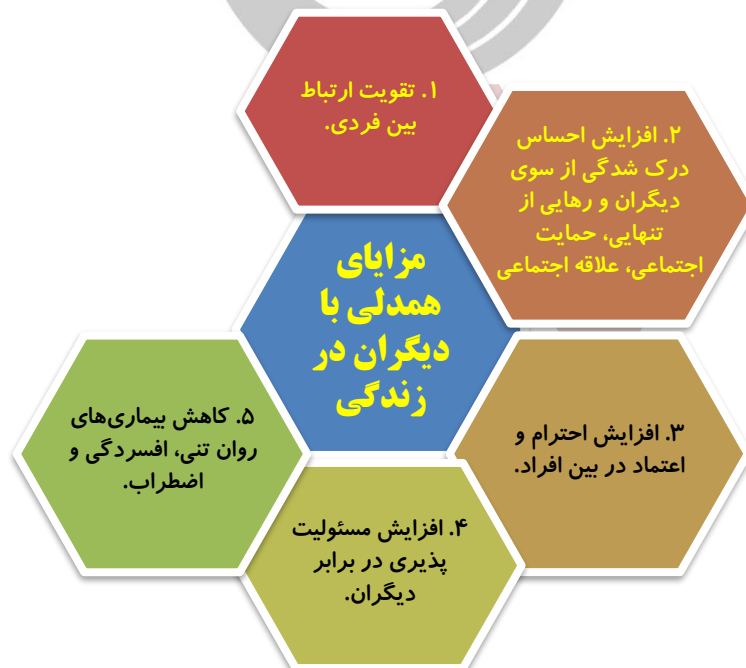 ۱. تقویت ارتباط
بین فردی.
۲. افزایش احساس
درک شدگی از سوی
دیگران و رهایی از
تنهایی، حمایت
اجتماعی، علاقه اجتماعی
مزایای
همدلی با
دیگران در
زندگی
۳. افزایش احترام و
اعتماد در بین افراد.
۴. افزایش مسئولیت
پذیری در برابر
دیگران.
۵. کاهش بیماری‌های
روان تنی، افسردگی و
اضطراب.